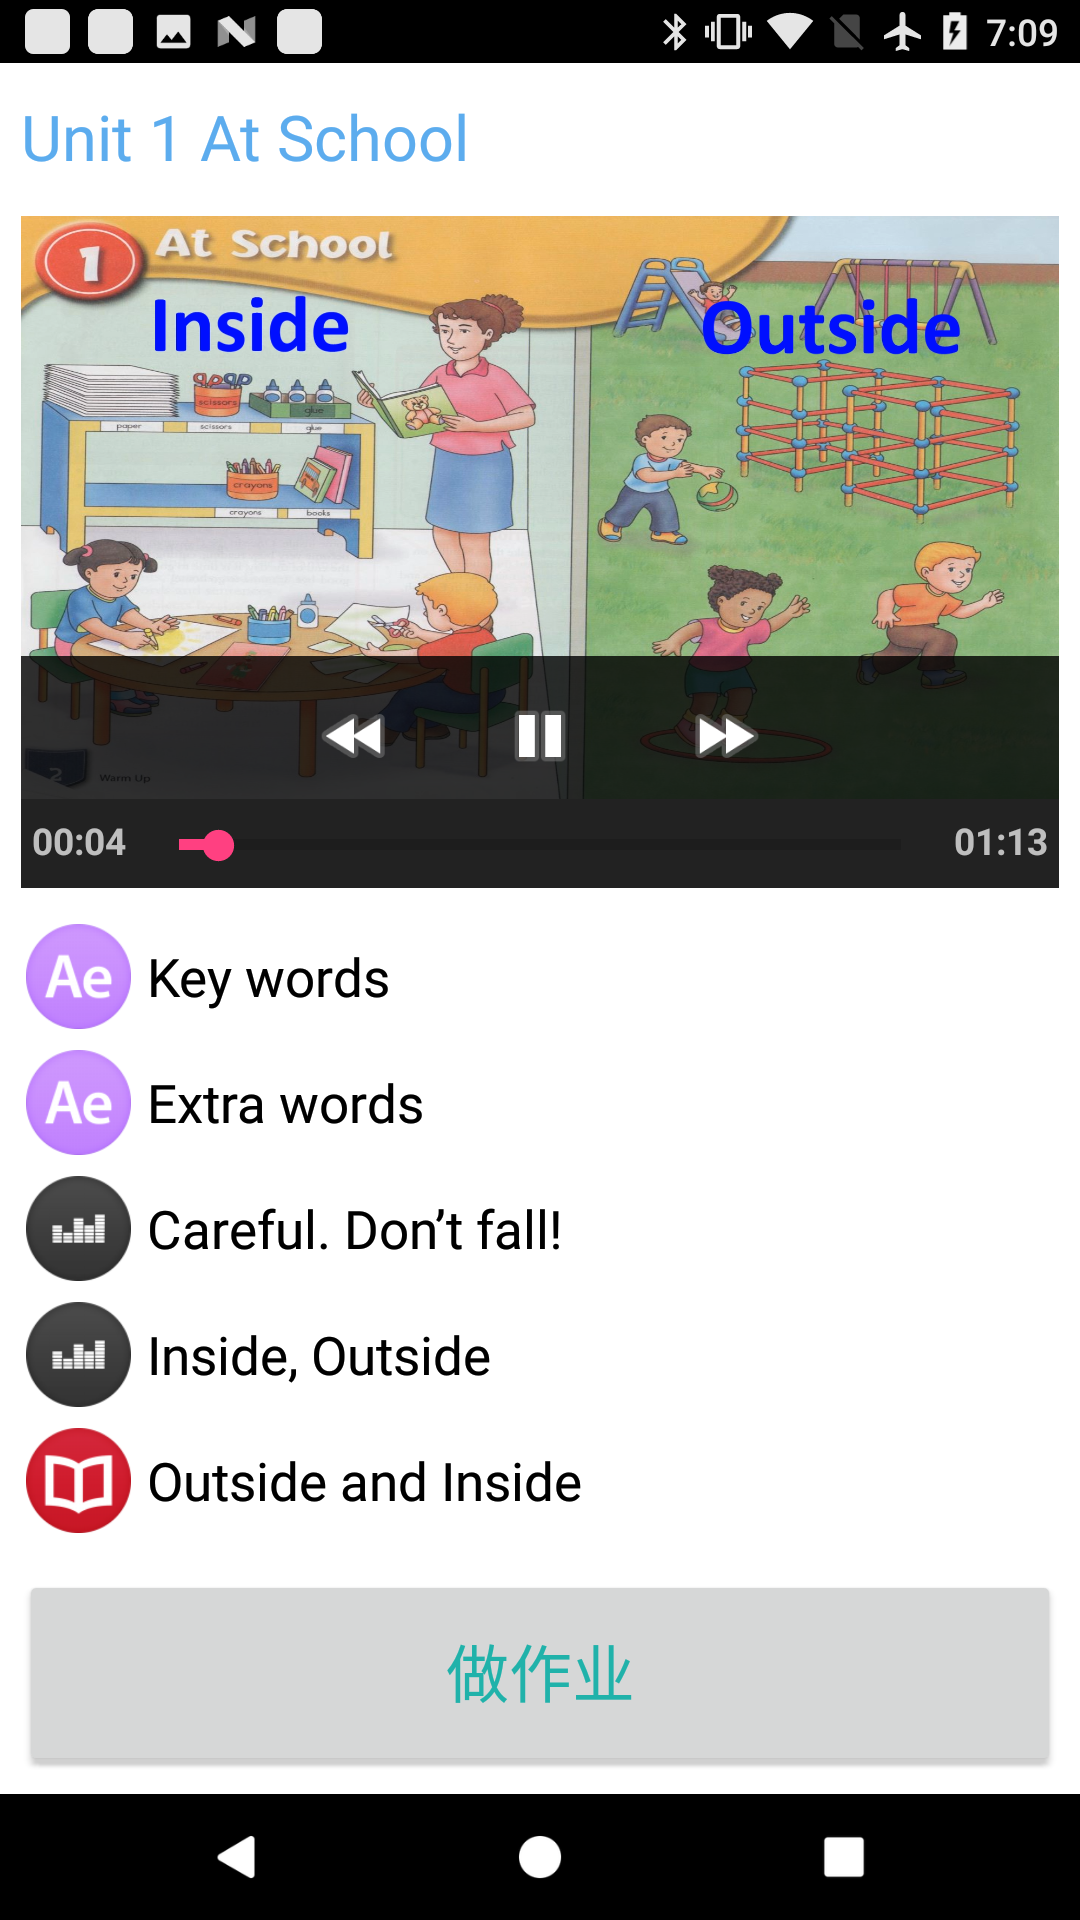 7:09
Unit 1 At School
1 At School
Inside Outside
scissors glue
paper scissors glue
crayons
crayons books
2 Warm Up
00:04 01:13
Ae Key words
Ae Extra words
Careful. Don’t fall!
Inside, Outside
Outside and Inside
做作业